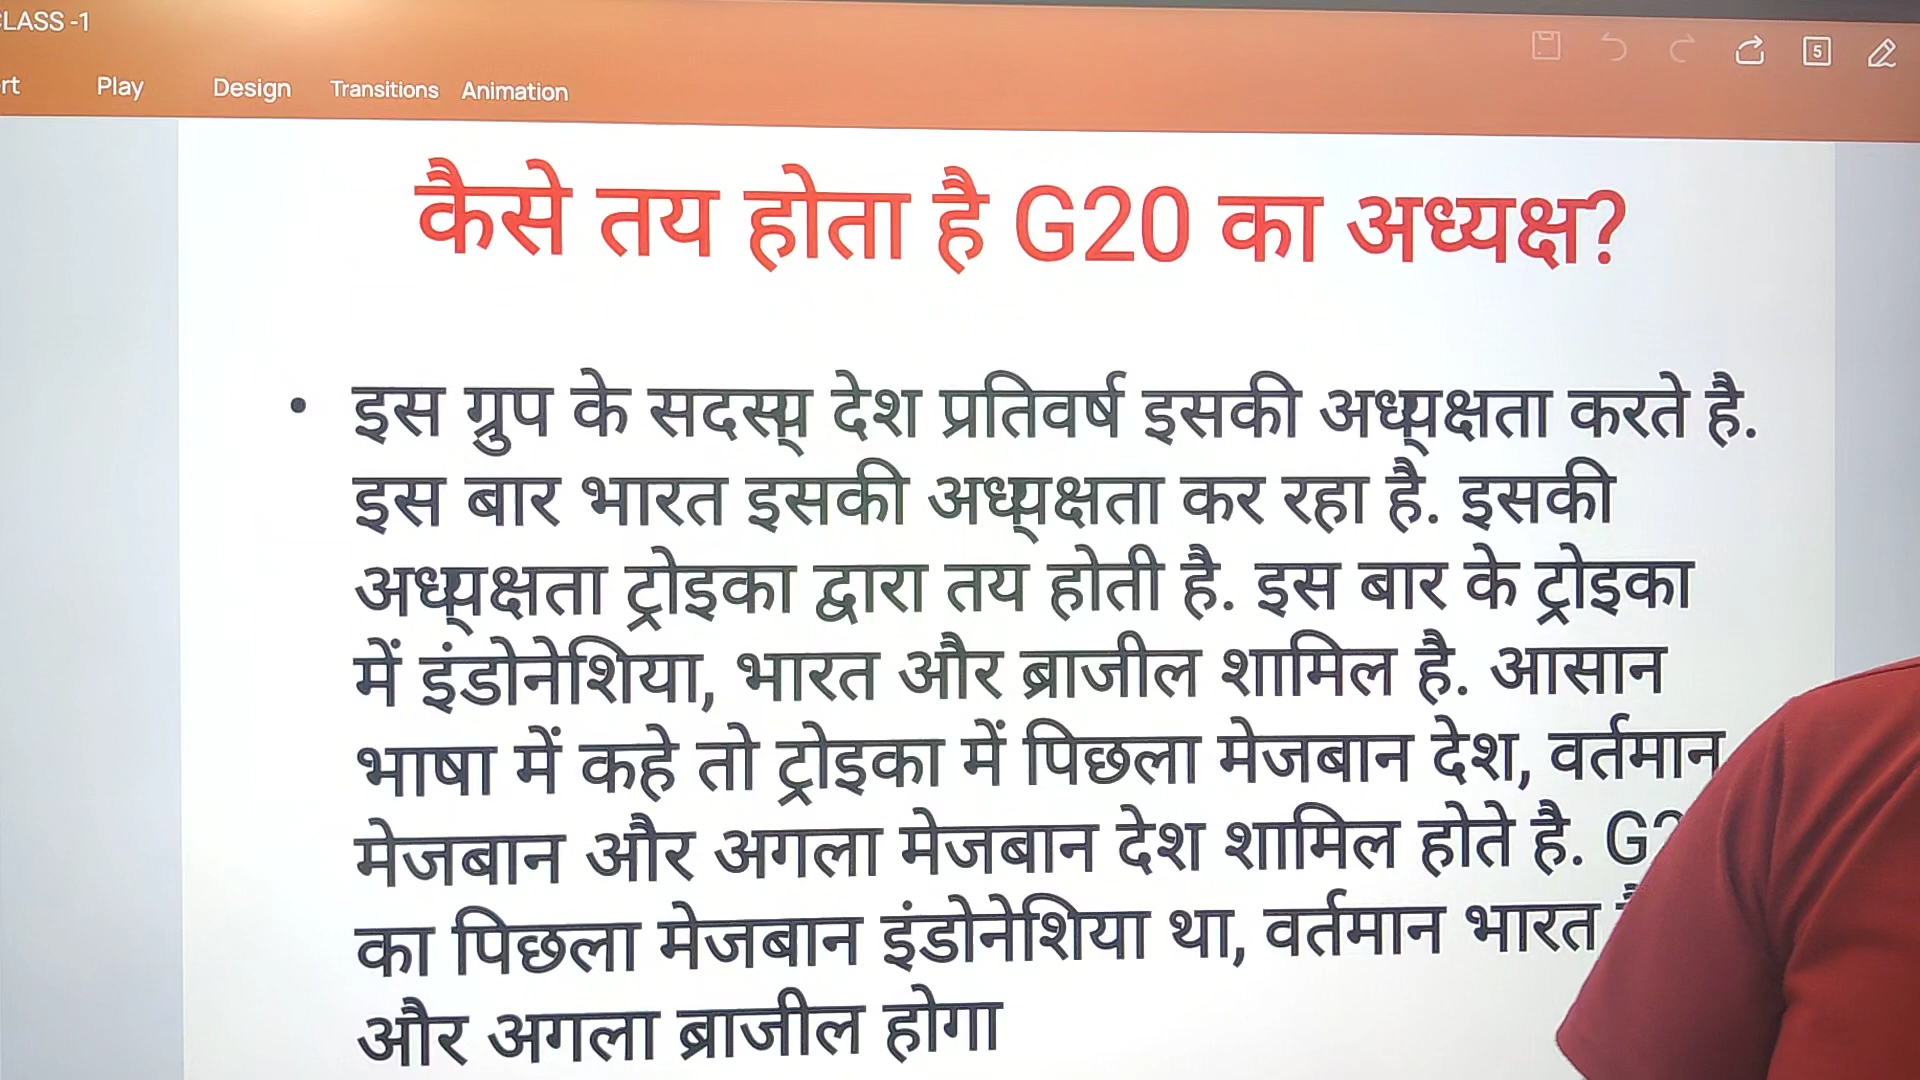 CLASS -1
Play Design Transitions Animation
5
कैसे तय होता है G20 का अध्यक्ष?
• इस ग्रुप के सदस्य देश प्रतिवर्ष इसकी अध्यक्षता करते है.
इस बार भारत इसकी अध्यक्षता कर रहा है. इसकी
अध्यक्षता ट्रोइका द्वारा तय होती है. इस बार के ट्रोइका
में इंडोनेशिया, भारत और ब्राजील शामिल है. आसान
भाषा में कहे तो ट्रोइका में पिछला मेजबान देश, वर्तमान
मेजबान और अगला मेजबान देश शामिल होते है.
का पिछला मेजबान इंडोनेशिया था, वर्तमान भारत
और अगला ब्राजील होगा